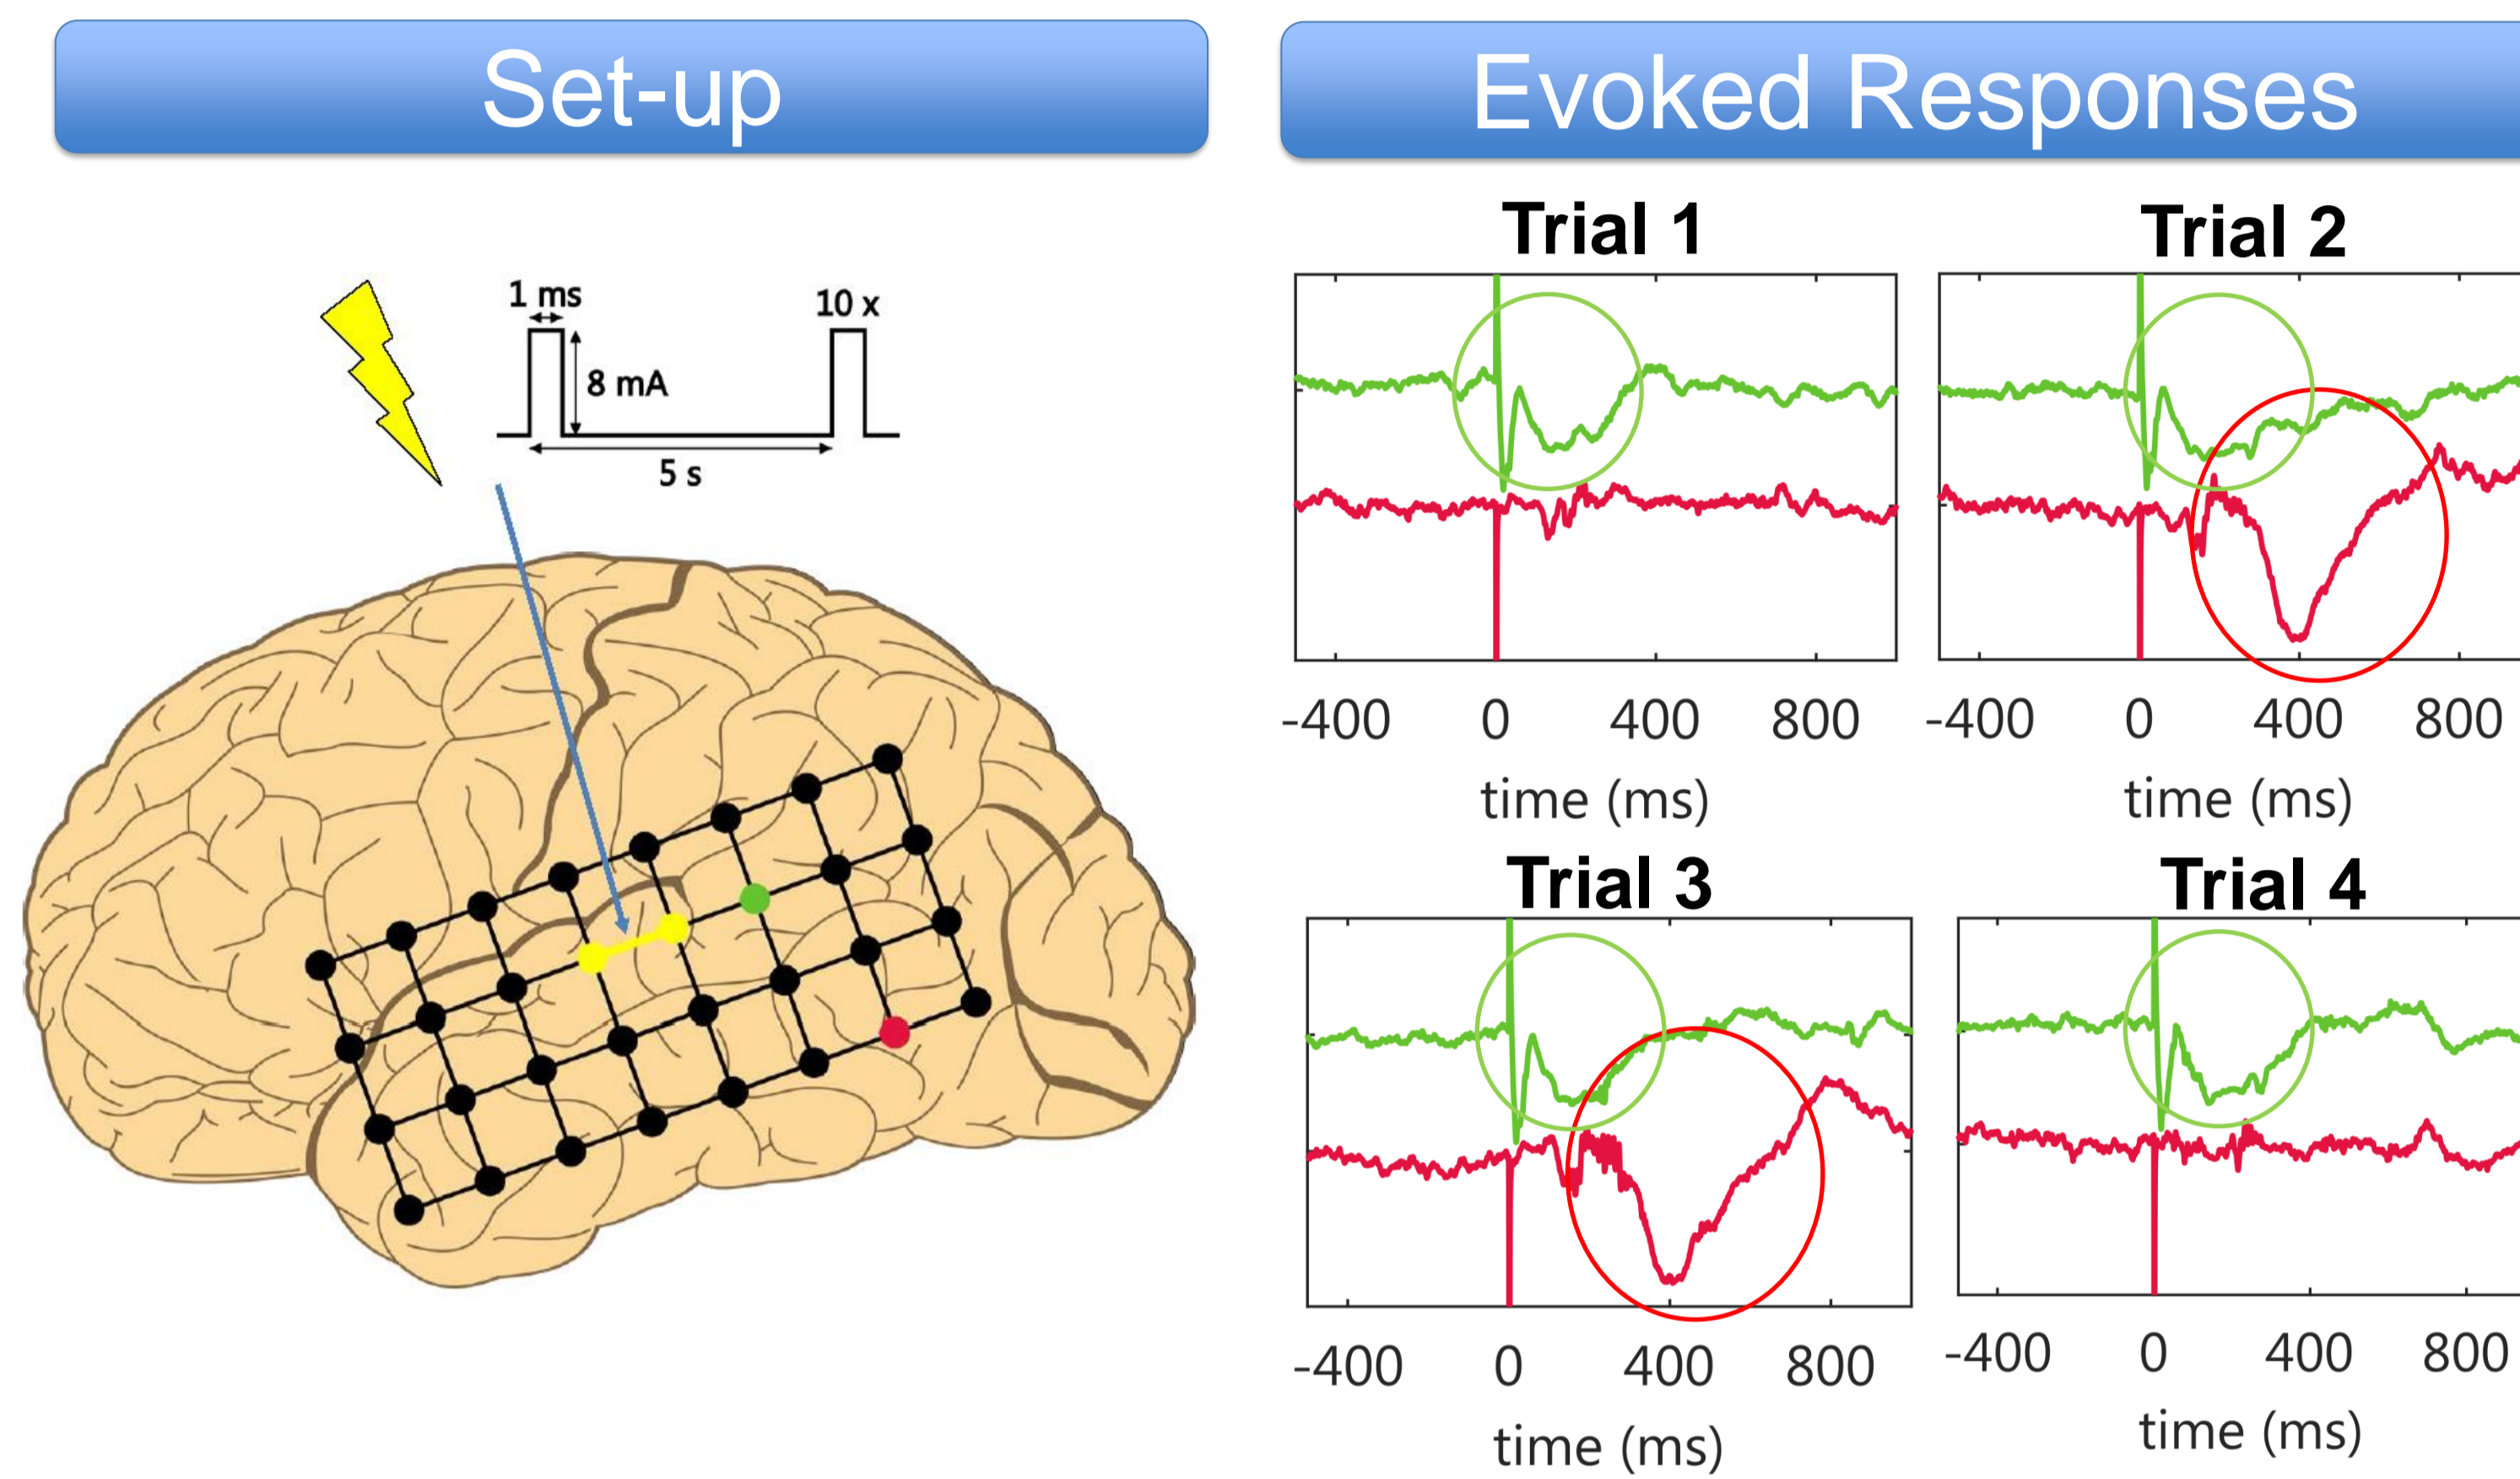 Set-up
1 ms
10 x
8 mA
5 s
Evoked Responses
Trial 1
-400 0 400 800
time (ms)
Trial 2
-400 0 400 800
time (ms)
Trial 3
-400 0 400 800
time (ms)
Trial 4
-400 0 400 800
time (ms)